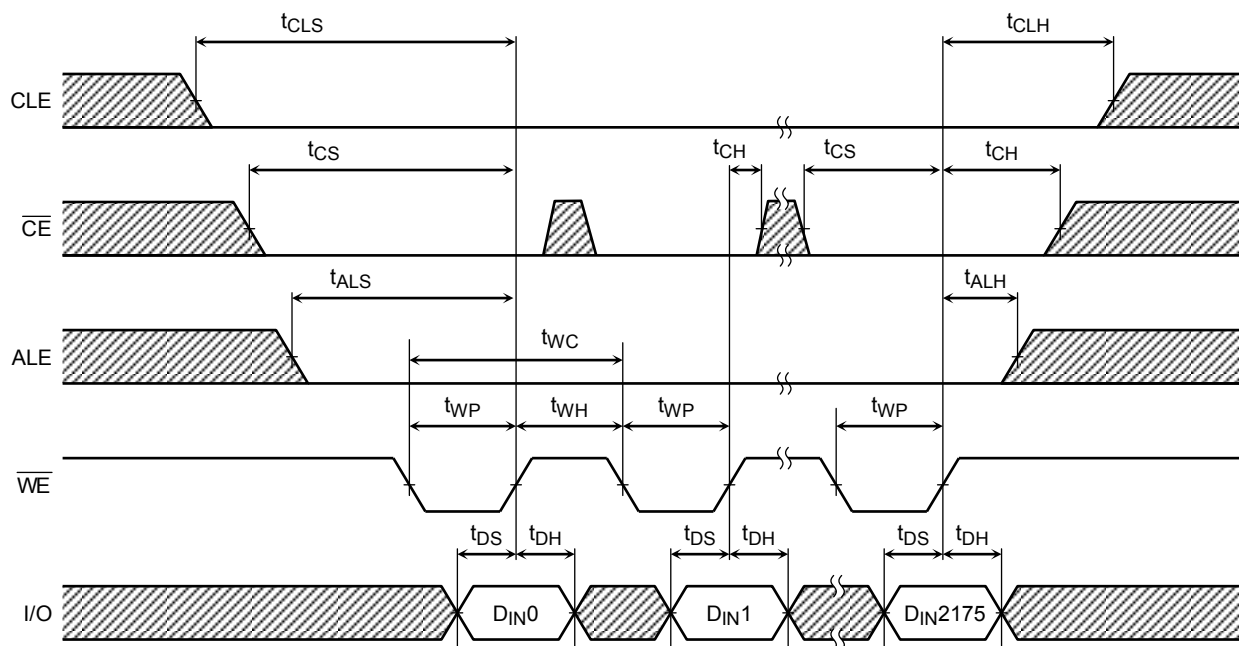 tCLS
tCLH
CLE
tCS
tCH
tCS
tCH
CE
tALS
tALH
ALE
tWC
tWP
tWH
tWP
tWP
WE
tDS
tDH
tDS
tDH
tDS
tDH
I/O
DIN0
DIN1
DIN2175